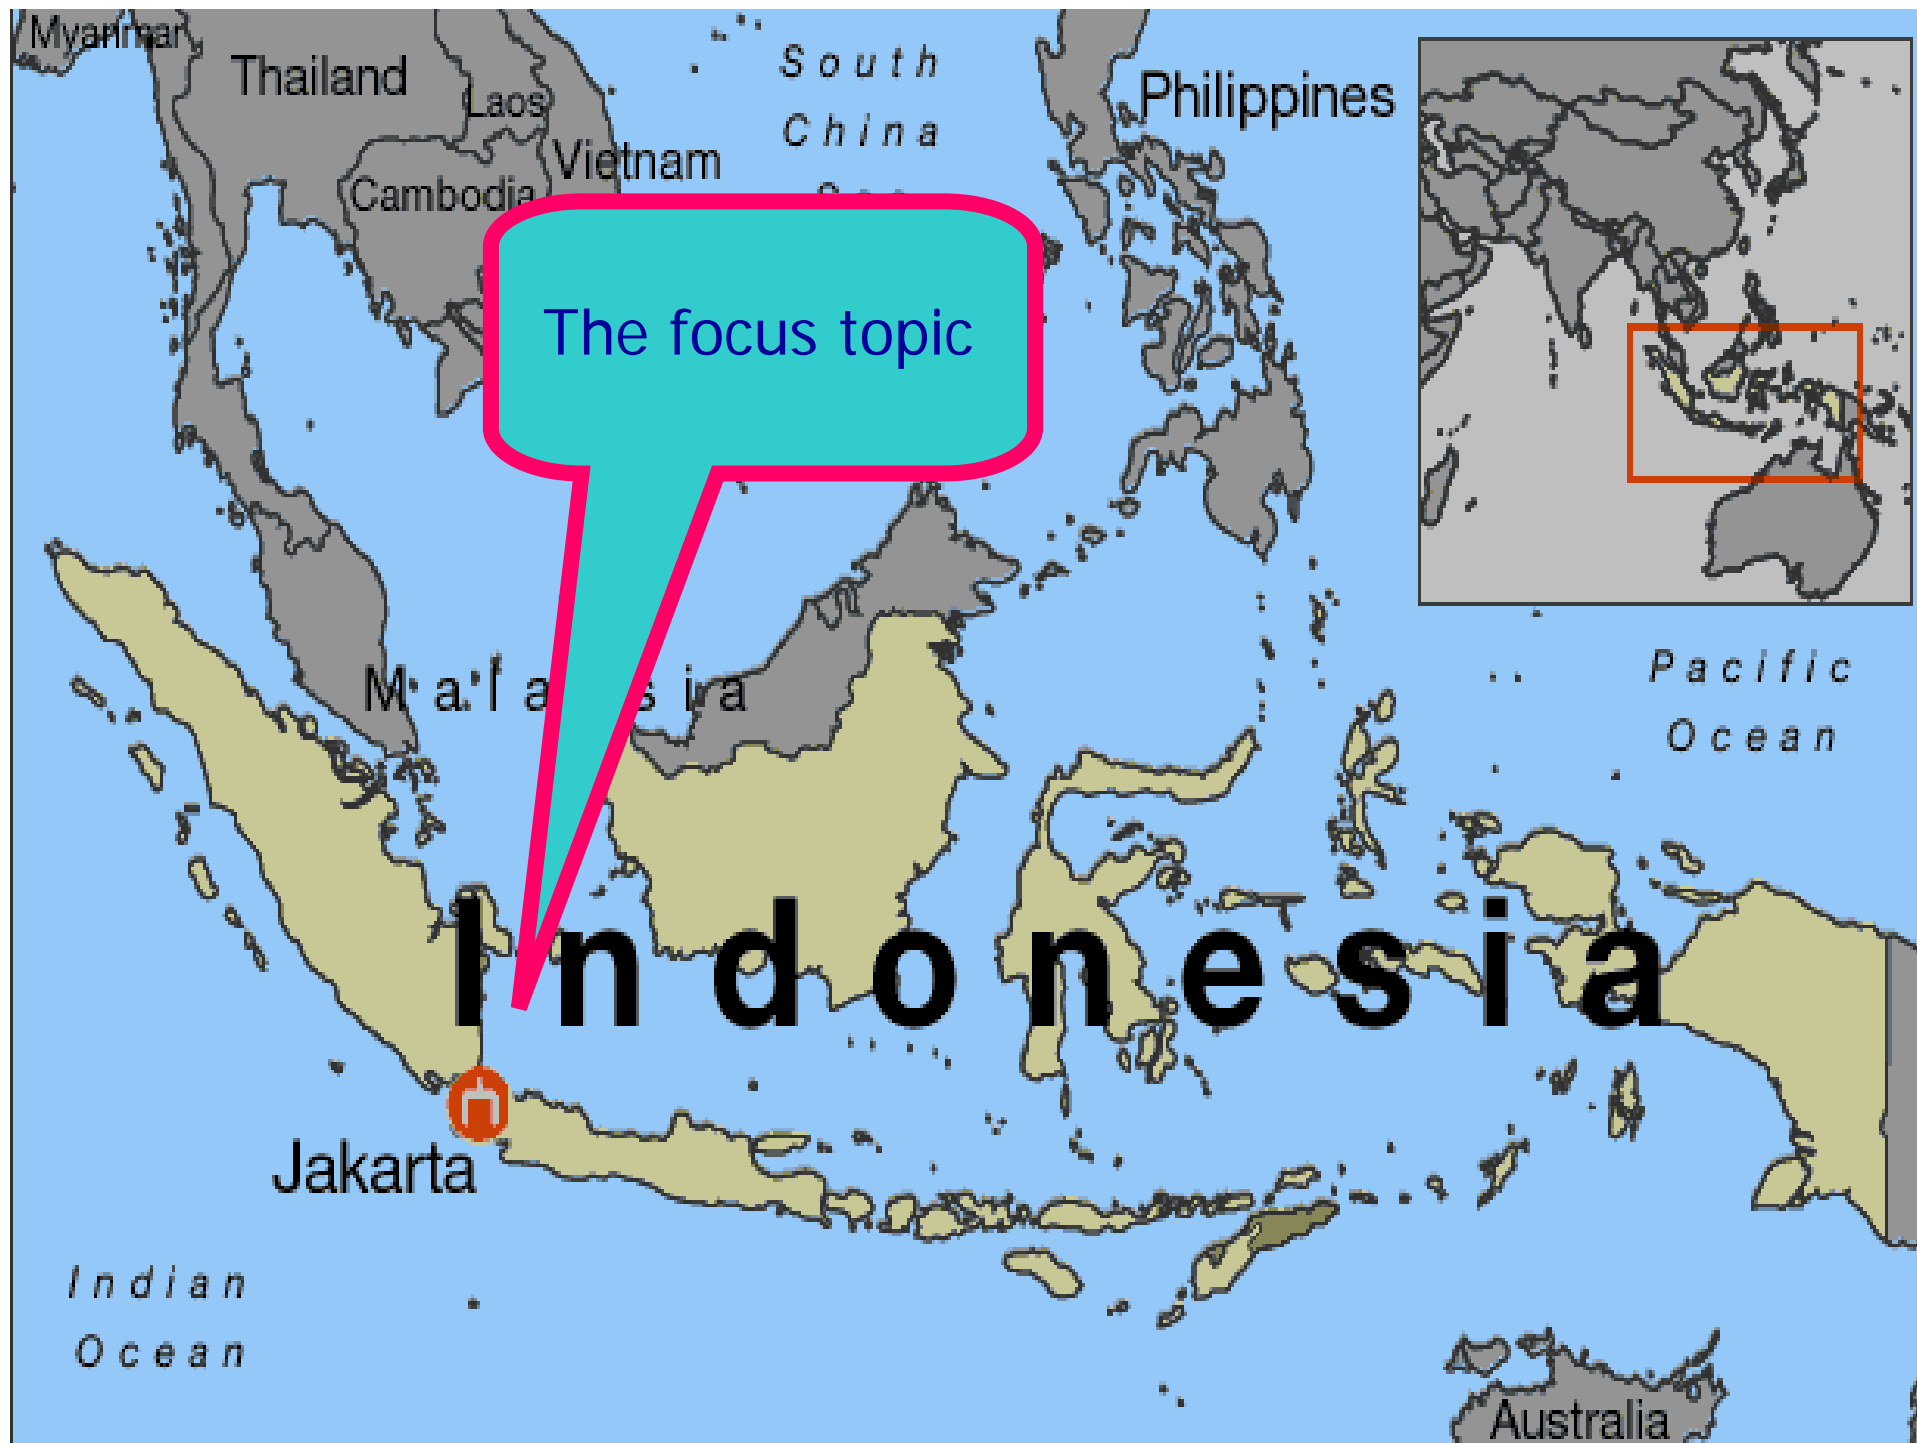 Myanmar
Thailand
Laos
Vietnam
Cambodia
South
China
Philippines
The focus topic
Pacific
Ocean
Indonesia
Jakarta
Indian
Ocean
Australia